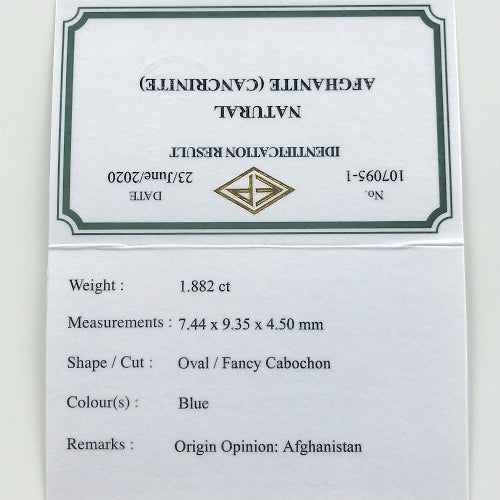 No. DATE
107095-1 23/June/2020
IDENTIFICATION RESULT
NATURAL
AFGHANITE (CANCRINITE)
Weight : 1.882 ct
Measurements : 7.44 x 9.35 x 4.50 mm
Shape / Cut : Oval / Fancy Cabochon
Colour(s) : Blue
Remarks : Origin Opinion: Afghanistan